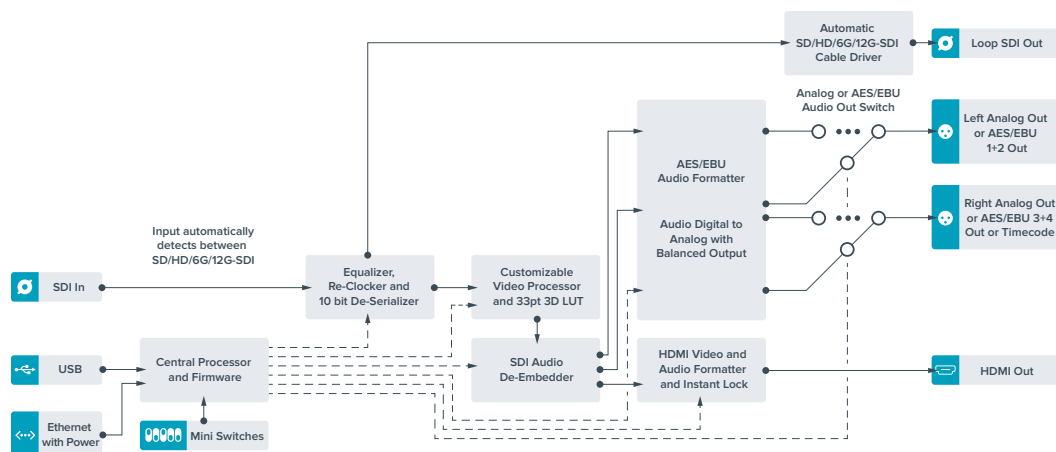 Automatic
SD/HD/6G/12G-SDI
Cable Driver
Loop SDI Out
Analog or AES/EBU
Audio Out Switch
Left Analog Out
or AES/EBU
1+2 Out
AES/EBU
Audio Formatter
Right Analog Out
or AES/EBU 3+4
Out or Timecode
Audio Digital to
Analog with
Balanced Output
Input automatically
detects between
SD/HD/6G/12G-SDI
SDI In
Equalizer,
Re-Clocker and
10 bit De-Serializer
Customizable
Video Processor
and 33pt 3D LUT
USB
Central Processor
and Firmware
SDI Audio
De-Embedder
HDMI Video and
Audio Formatter
and Instant Lock
HDMI Out
Ethernet
with Power
Mini Switches